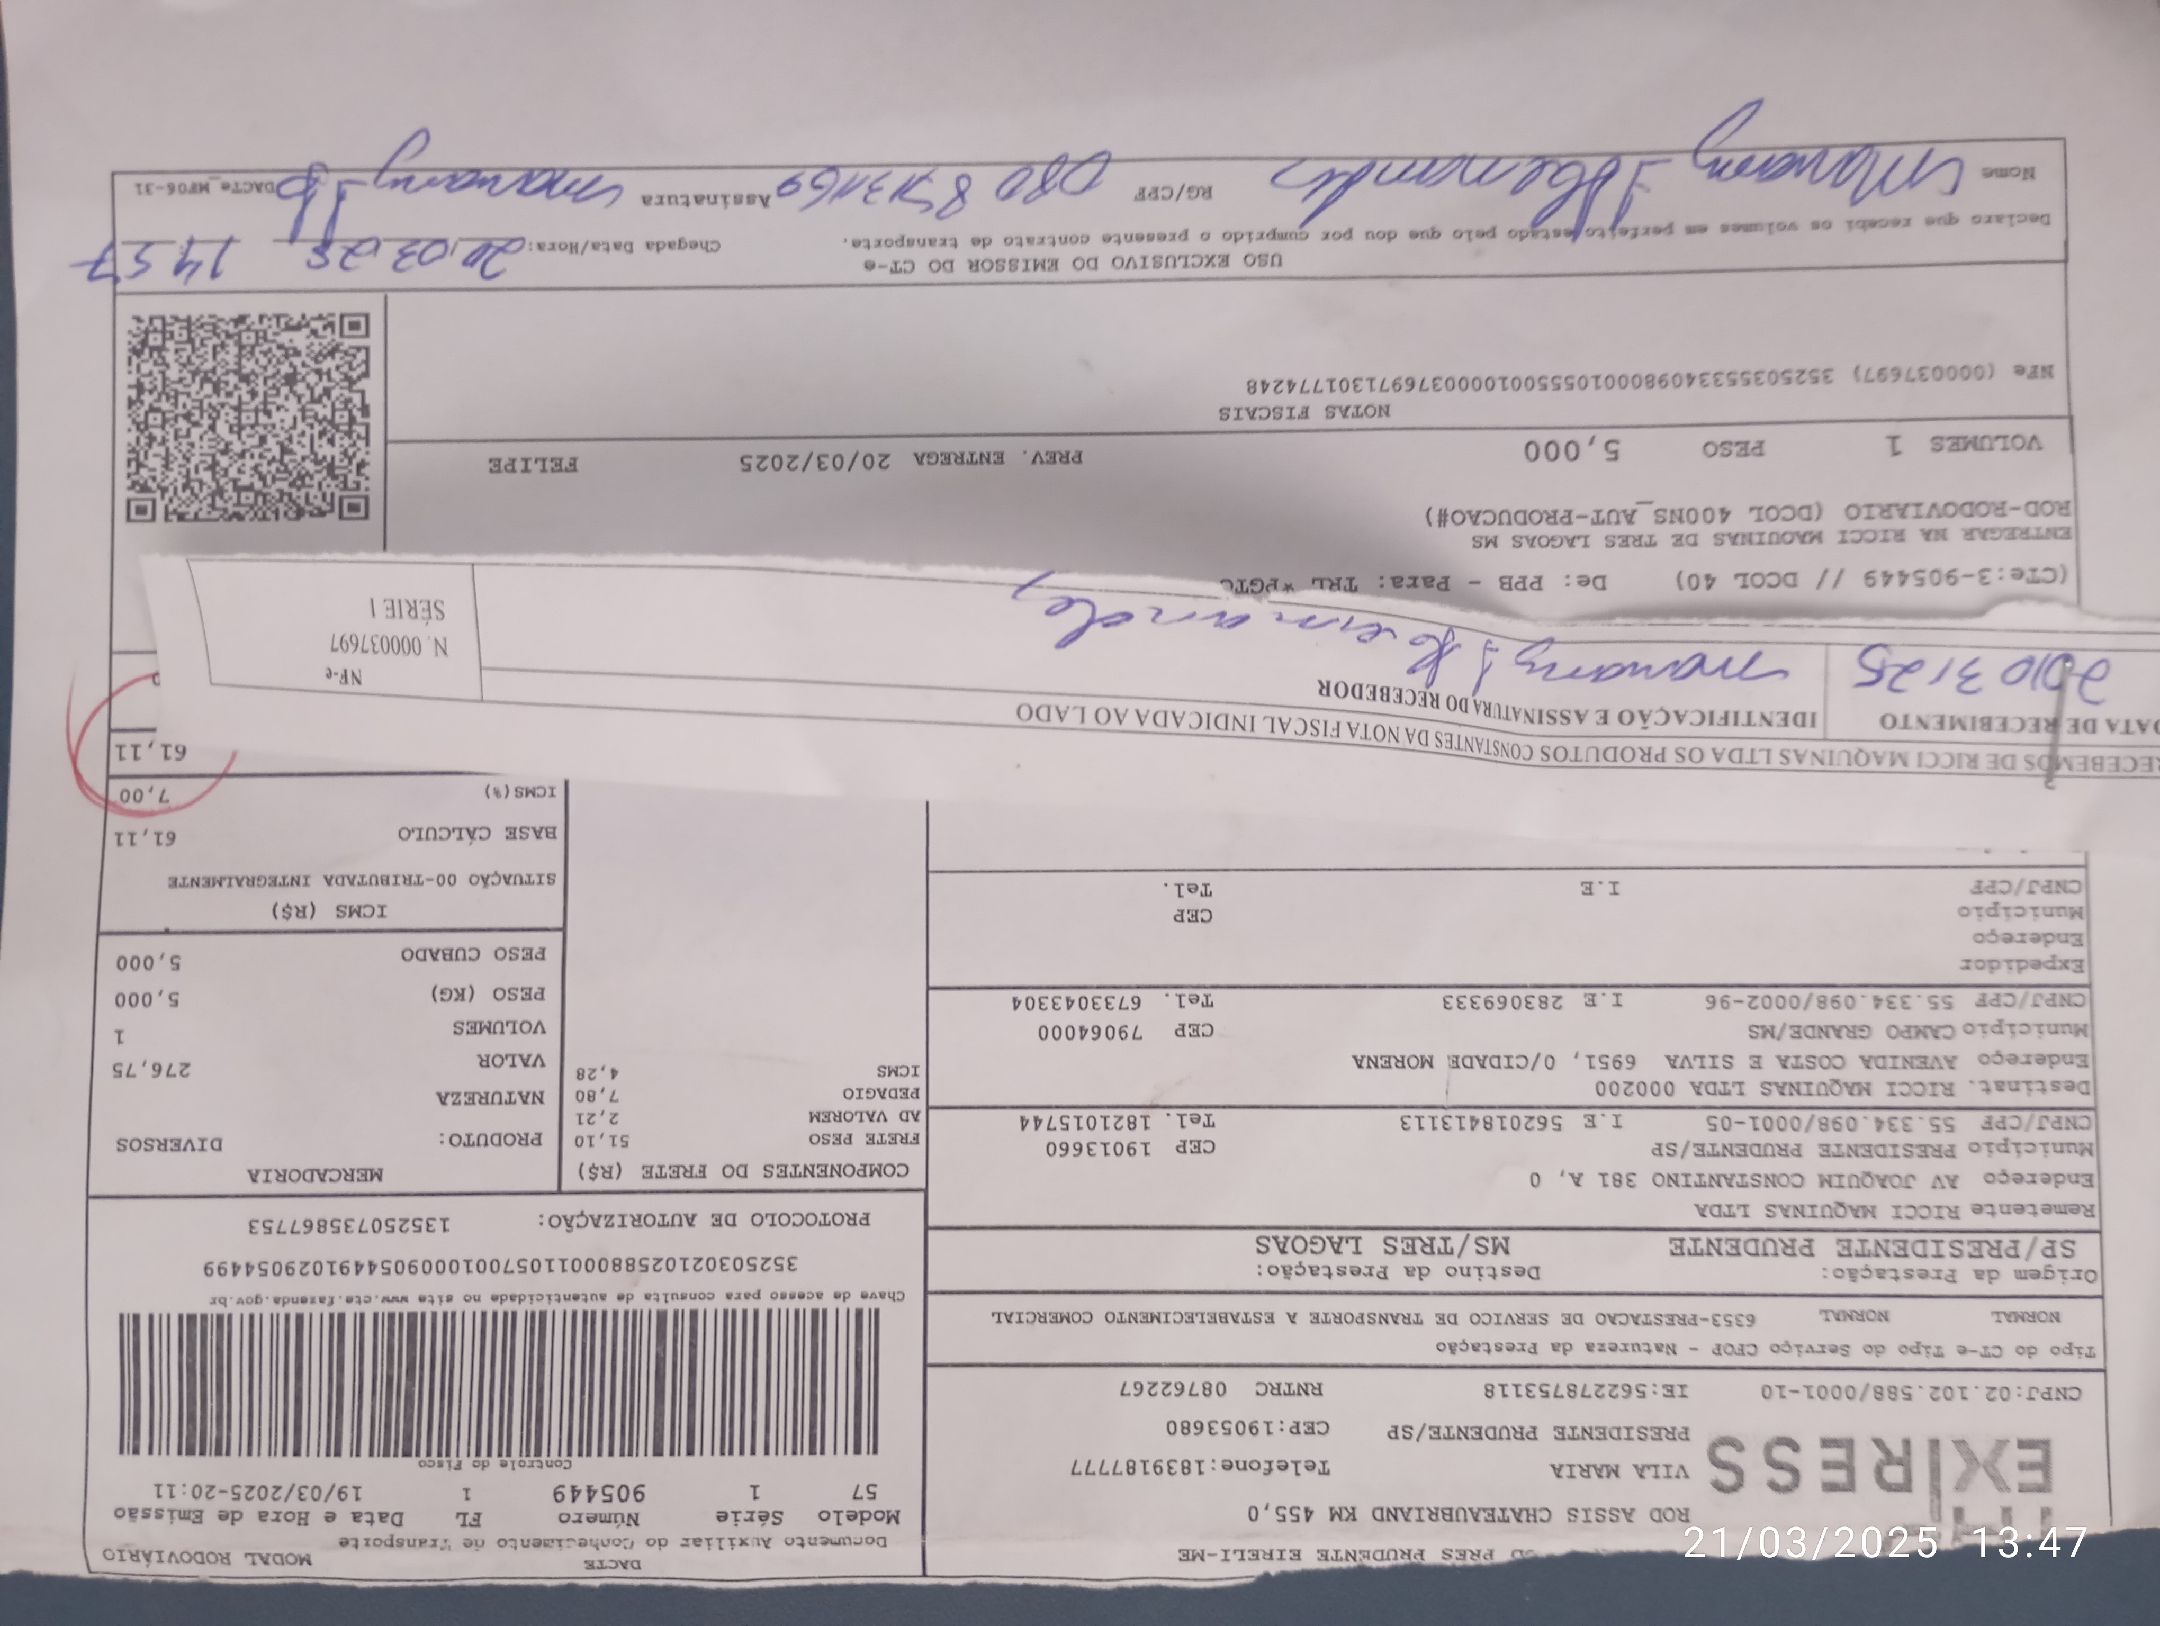 PRES PRUDENTE EIRELI-ME
EXPRESS
ROD ASSIS CHATEAUBRIAND KM 455,0
VILA MARIA Telefone:1839187777
PRESIDENTE PRUDENTE/SP CEP:19053680
CNPJ:02.102.588/0001-10 IE:562278753118 RNTRC 08762267
DACTE MODAL RODOVIÁRIO
Documento Auxiliar do Conhecimento de Transporte
Modelo Série Número FL Data e Hora de Emissão
57 1 905449 1 19/03/2025-20:11
Controle do Fisco
Chave de acesso para consulta de autenticidade no site www.cte.fazenda.gov.br
35250302102588000110570010009054491029054499
PROTOCOLO DE AUTORIZAÇÃO: 135250735867753
Tipo do CT-e Tipo do Serviço CFOP - Natureza da Prestação
NORMAL NORMAL 6353-PRESTACAO DE SERVICO DE TRANSPORTE A ESTABELECIMENTO COMERCIAL
Origem da Prestação: Destino da Prestação:
SP/PRESIDENTE PRUDENTE MS/TRES LAGOAS
Remetente RICCI MAQUINAS LTDA
Endereço AV JOAQUIM CONSTANTINO 381 A, 0
Município PRESIDENTE PRUDENTE/SP CEP 19013660
CNPJ/CPF 55.334.098/0001-05 I.E 562018413113 Tel. 1821015744
Destinat. RICCI MAQUINAS LTDA 000200
Endereço AVENIDA COSTA E SILVA 6951, 0/CIDADE MORENA
Município CAMPO GRANDE/MS CEP 79064000
CNPJ/CPF 55.334.098/0002-96 I.E 283069333 Tel. 6733043304
Expedidor
Endereço
Município CEP
CNPJ/CPF I.E Tel.
COMPONENTES DO FRETE (R$)
FRETE PESO 51,10
AD VALOREM 2,21
PEDAGIO 7,80
ICMS 4,28
MERCADORIA
PRODUTO: DIVERSOS
NATUREZA
VALOR 276,75
VOLUMES 1
PESO (KG) 5,000
PESO CUBADO 5,000
ICMS (R$)
SITUAÇÃO 00-TRIBUTADA INTEGRALMENTE
BASE CÁLCULO 61,11
ICMS(%) 7,00
61,11
RECEBEMOS DE RICCI MAQUINAS LTDA OS PRODUTOS CONSTANTES DA NOTA FISCAL INDICADA AO LADO
DATA DE RECEBIMENTO IDENTIFICAÇÃO E ASSINATURA DO RECEBEDOR
20/03/25
NF-e
N. 000037697
SÉRIE 1
(CTe:3-905449 // DCOL 40) De: PPB - Para: TRL *PGTO
ENTREGAR NA RICCI MAQUINAS DE TRES LAGOAS MS
ROD-RODOVIARIO (DCOL 400NS_AUT-PRODUCAO#)
VOLUMES 1 PESO 5,000 PREV. ENTREGA 20/03/2025 FELIPE
NOTAS FISCAIS
NFe (000037697) 35250355334098000105550010000376971301774248
USO EXCLUSIVO DO EMISSOR DO CT-e Chegada Data/Hora: 20/03/25 14 57
Declaro que recebi os volumes em perfeito estado pelo que dou por cumprido o presente contrato de transporte.
Nome RG/CPF Assinatura DACTe_MF06-31
21/03/2025 13:47